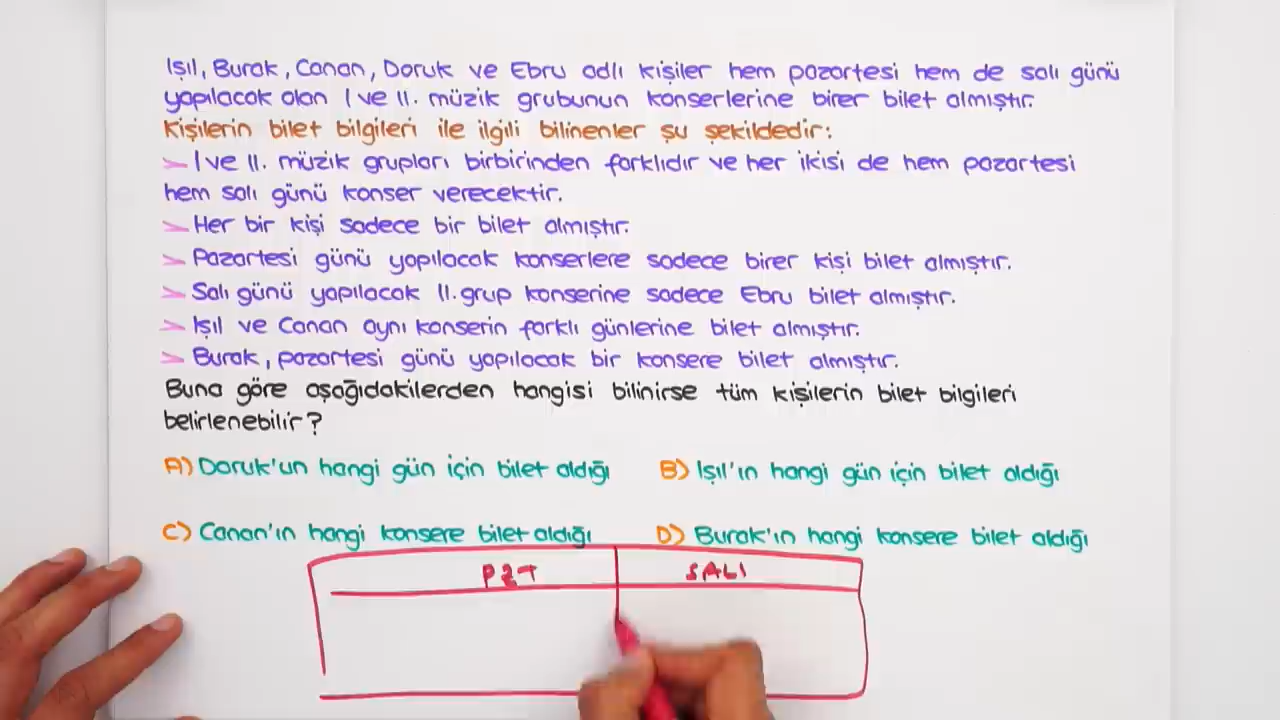 Işıl, Burak, Canan, Doruk ve Ebru adlı kişiler hem pazartesi hem de salı günü
yapılacak olan I ve II. müzik grubunun konserlerine birer bilet almıştır.
Kişilerin bilet bilgileri ile ilgili bilinenler şu şekildedir:
> I ve II. müzik grupları birbirinden farklıdır ve her ikisi de hem pazartesi
hem salı günü konser verecektir.
> Her bir kişi sadece bir bilet almıştır.
> Pazartesi günü yapılacak konserlere sadece birer kişi bilet almıştır.
> Salı günü yapılacak II. grup konserine sadece Ebru bilet almıştır.
> Işıl ve Canan aynı konserin farklı günlerine bilet almıştır.
> Burak, pazartesi günü yapılacak bir konsere bilet almıştır.
Buna göre aşağıdakilerden hangisi bilinirse tüm kişilerin bilet bilgileri
belirlenebilir?
A) Doruk'un hangi gün için bilet aldığı B) Işıl'ın hangi gün için bilet aldığı
C) Canan'ın hangi konsere bilet aldığı D) Burak'ın hangi konsere bilet aldığı
PZT SALI